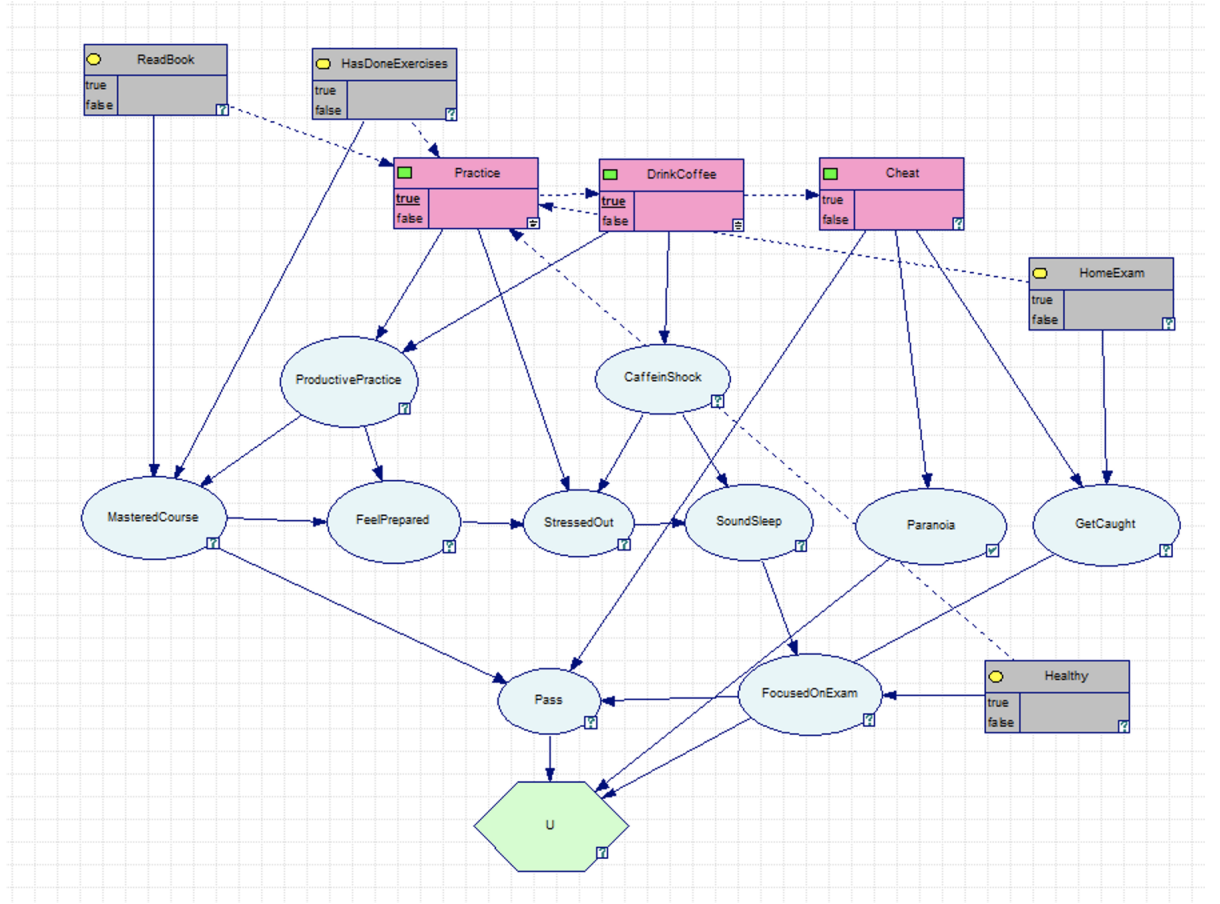 ReadBook
true
false
HasDoneExercises
true
false
Practice
true
false
DrinkCoffee
true
false
Cheat
true
false
HomeExam
true
false
ProductivePractice
CaffeinShock
MasteredCourse
FeelPrepared
StressedOut
SoundSleep
Paranoia
GetCaught
Pass
FocusedOnExam
Healthy
true
false
U